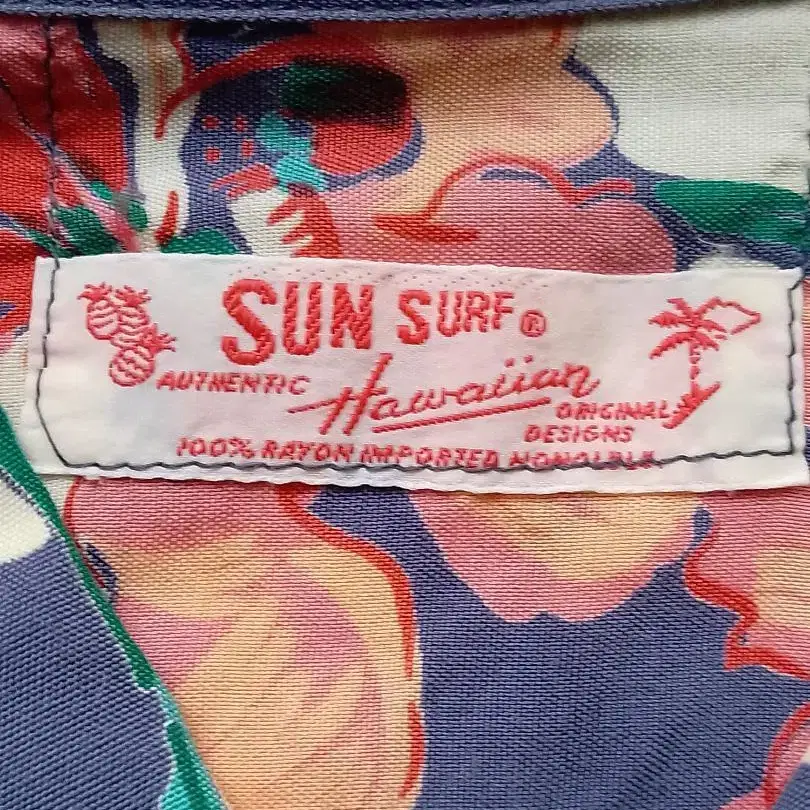 SUN SURF®
AUTHENTIC Hawaiian ORIGINAL
DESIGNS
100% RAYON IMPORTED HONOLULU